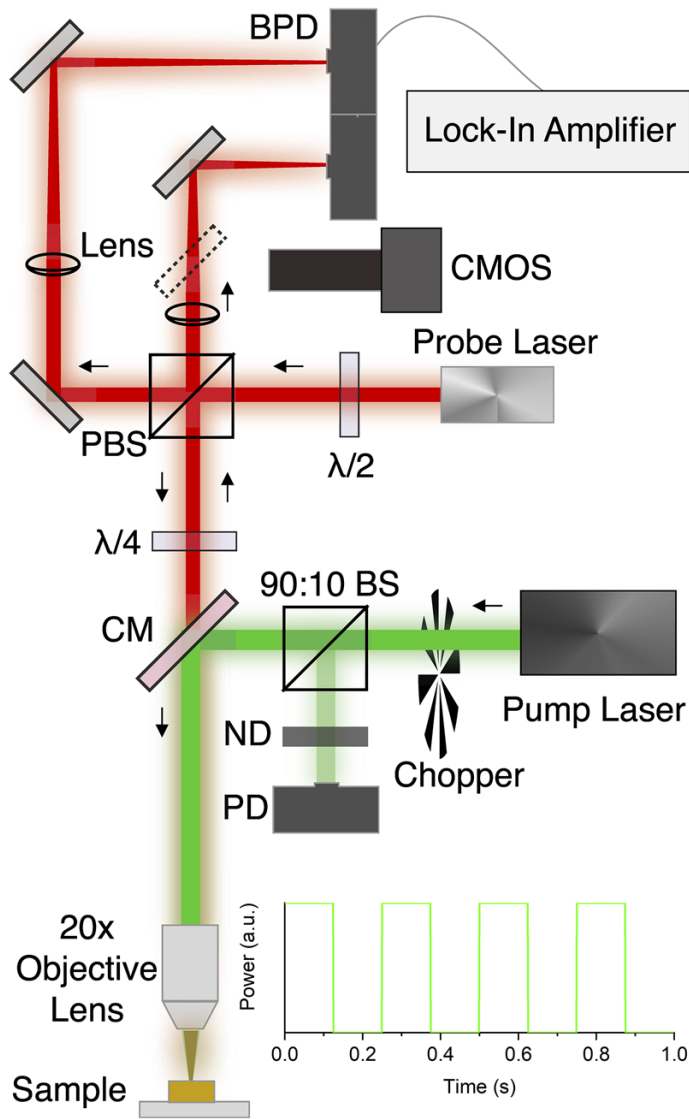 BPD
Lock-In Amplifier
Lens
CMOS
Probe Laser
PBS
λ/2
λ/4
90:10 BS
CM
Pump Laser
ND
Chopper
PD
20x
Objective
Lens
Sample
Power (a.u.)
0.0 0.2 0.4 0.6 0.8 1.0
Time (s)